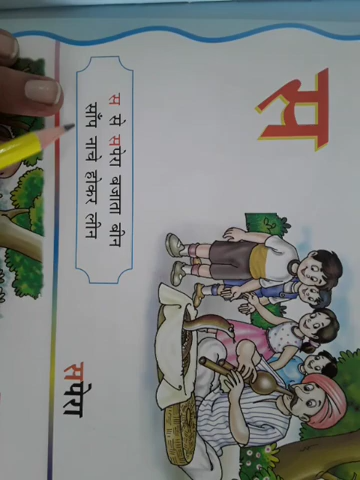 स
स से सपेरा बजाता बीन
साँप नाचे होकर लीन
सपेरा